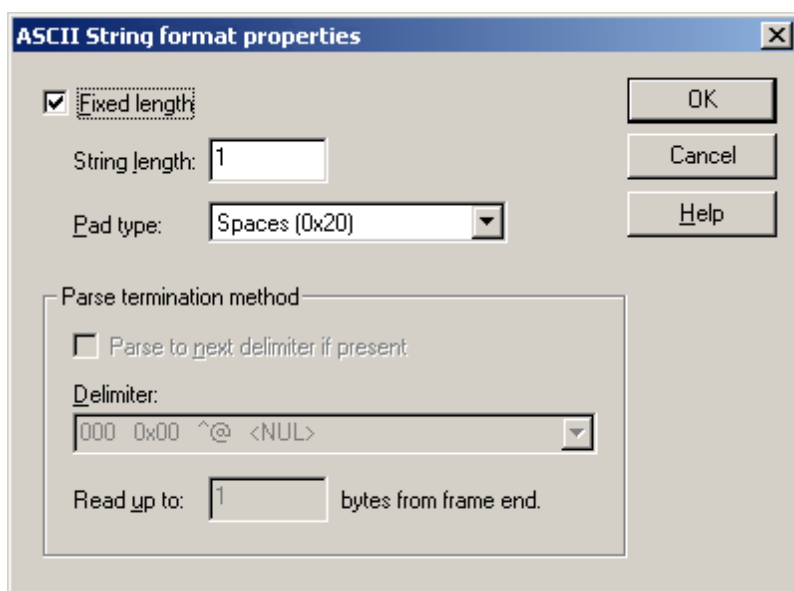 ASCII String format properties
Fixed length
OK
String length: 1
Cancel
Pad type: Spaces (0x20)
Help
Parse termination method
Parse to next delimiter if present
Delimiter:
000 0x00 ^@ <NUL>
Read up to: 1 bytes from frame end.